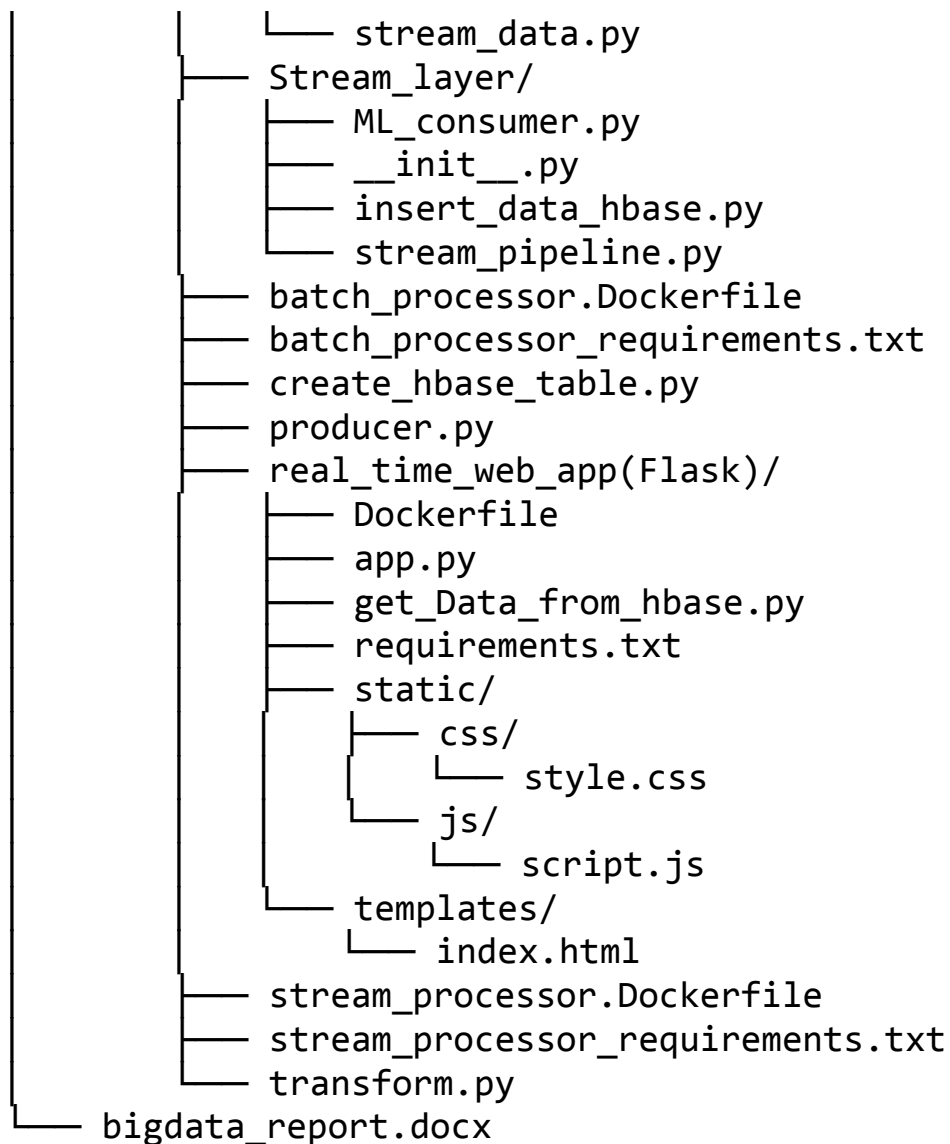 stream_data.py
Stream_layer/
ML_consumer.py
__init__.py
insert_data_hbase.py
stream_pipeline.py
batch_processor.Dockerfile
batch_processor_requirements.txt
create_hbase_table.py
producer.py
real_time_web_app(Flask)/
Dockerfile
app.py
get_Data_from_hbase.py
requirements.txt
static/
css/
style.css
js/
script.js
templates/
index.html
stream_processor.Dockerfile
stream_processor_requirements.txt
transform.py
bigdata_report.docx